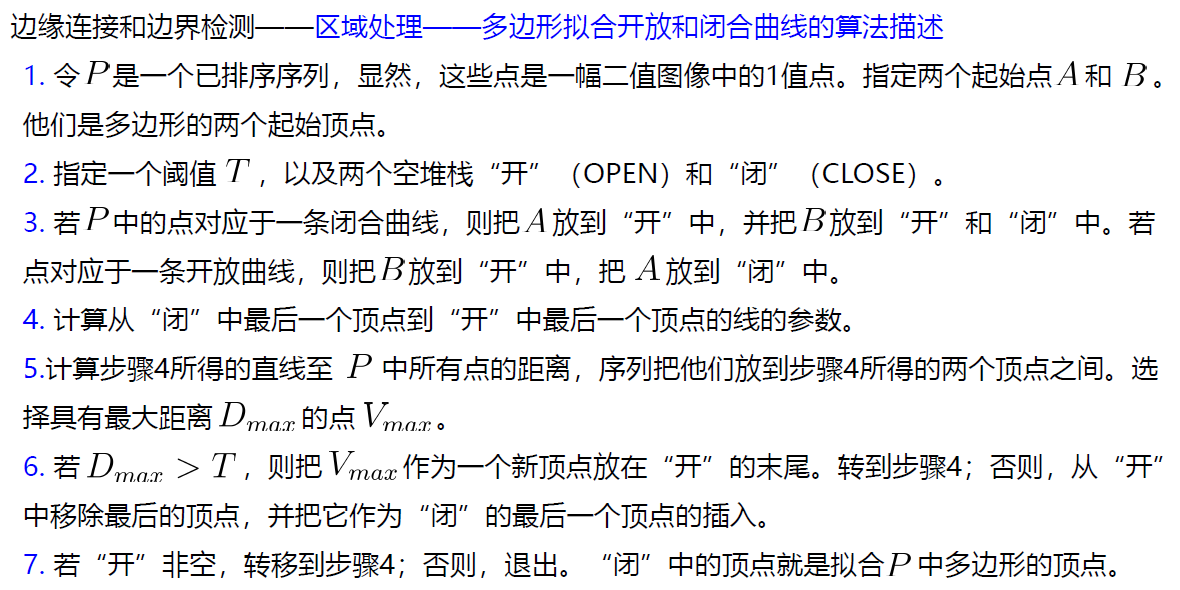 边缘连接和边界检测——区域处理——多边形拟合开放和闭合曲线的算法描述
1. 令 P 是一个已排序序列，显然，这些点是一幅二值图像中的1值点。指定两个起始点 A 和 B 。
他们是多边形的两个起始顶点。
2. 指定一个阈值 T ，以及两个空堆栈“开”（OPEN）和“闭”（CLOSE）。
3. 若 P 中的点对应于一条闭合曲线，则把 A 放到“开”中，并把 B 放到“开”和“闭”中。若
点对应于一条开放曲线，则把 B 放到“开”中，把 A 放到“闭”中。
4. 计算从“闭”中最后一个顶点到“开”中最后一个顶点的线的参数。
5.计算步骤4所得的直线至 P 中所有点的距离，序列把他们放到步骤4所得的两个顶点之间。选
择具有最大距离 D_{max} 的点 V_{max} 。
6. 若 D_{max} > T ，则把 V_{max} 作为一个新顶点放在“开”的末尾。转到步骤4；否则，从“开”
中移除最后的顶点，并把它作为“闭”的最后一个顶点的插入。
7. 若“开”非空，转移到步骤4；否则，退出。“闭”中的顶点就是拟合 P 中多边形的顶点。